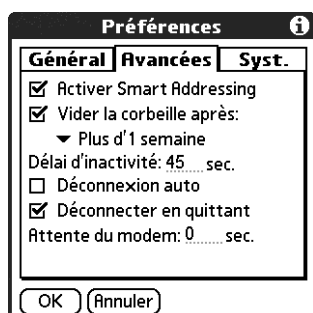 Préférences
Général Avancées Syst.
Activer Smart Addressing
Vider la corbeille après:
Plus d'1 semaine
Délai d'inactivité: 45 sec.
Déconnexion auto
Déconnecter en quittant
Attente du modem: 0 sec.
OK Annuler